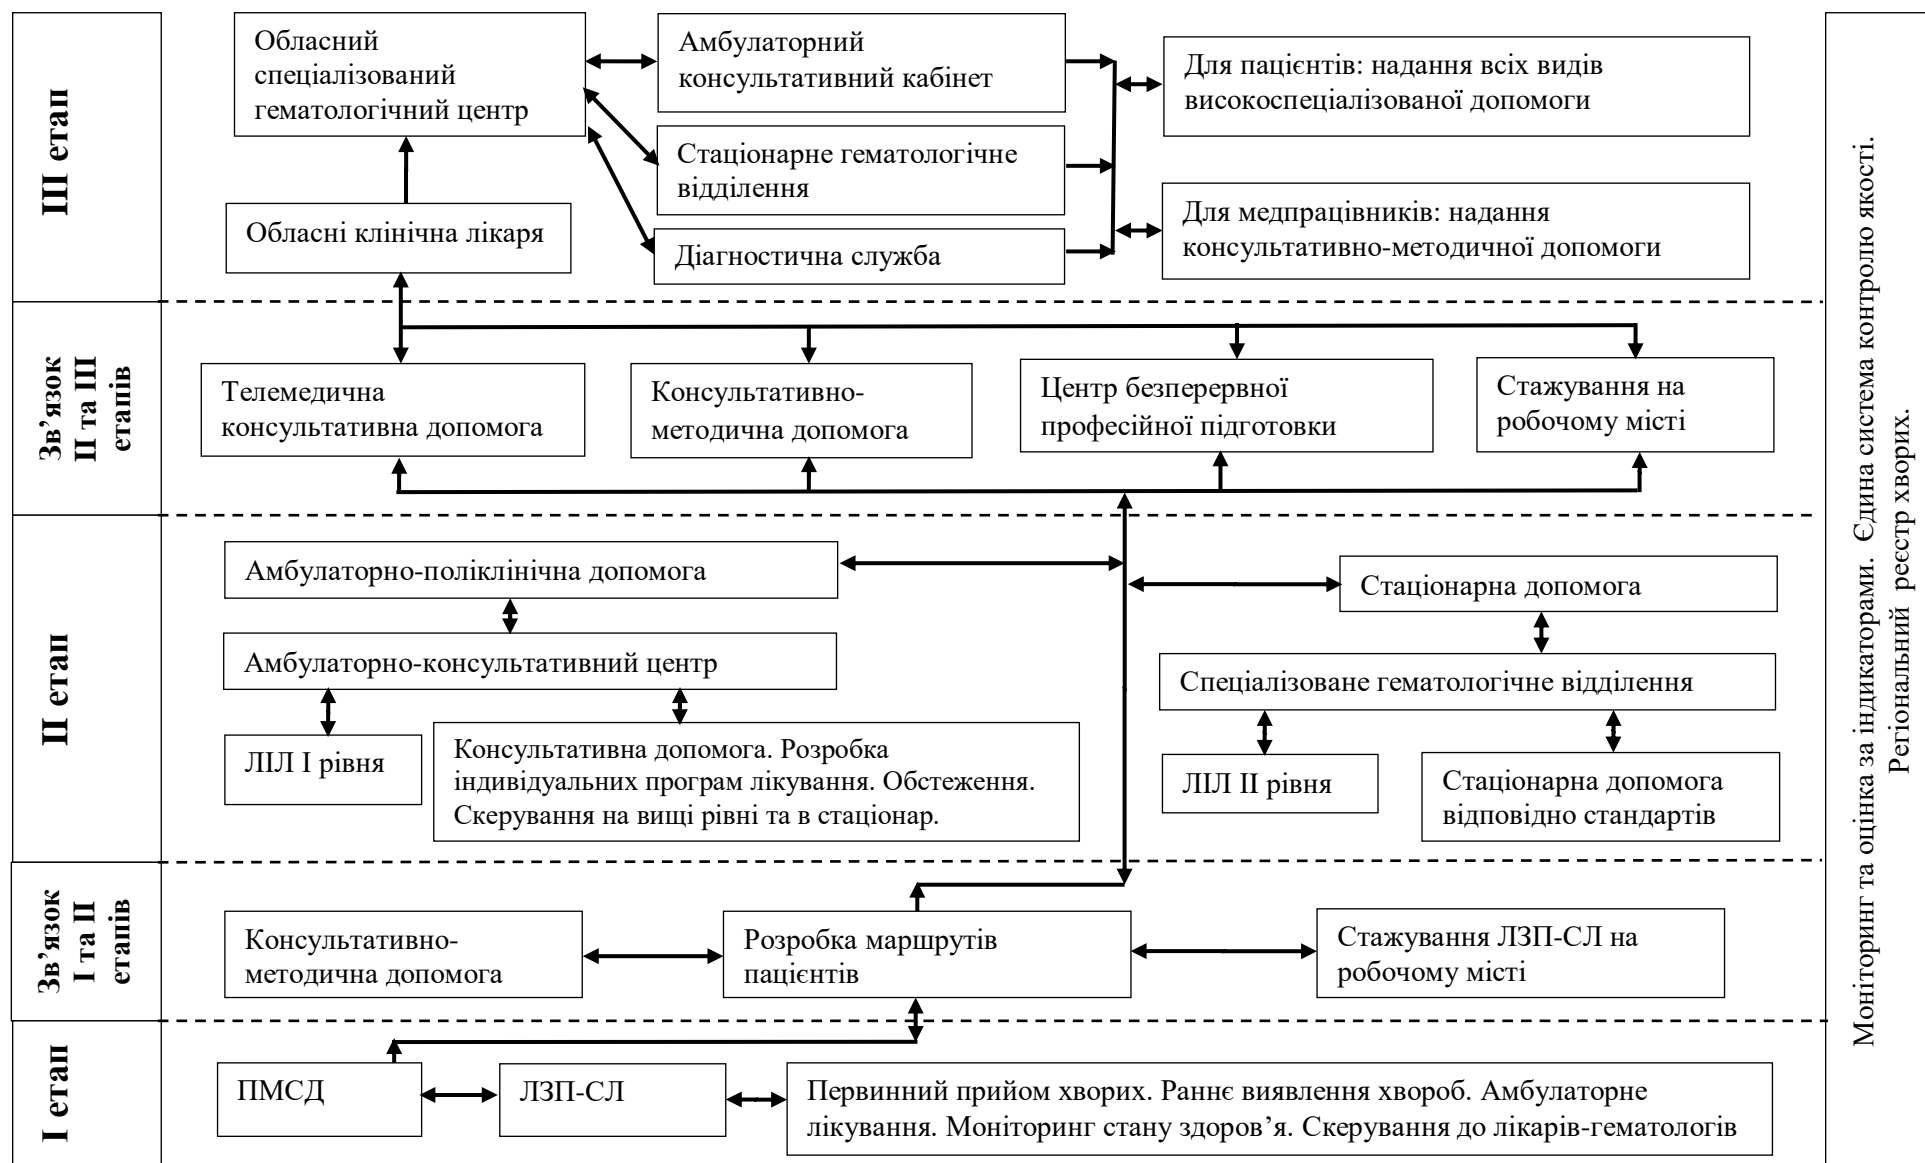 III етап
Обласний
спеціалізований
гематологічний центр
Амбулаторний
консультативний кабінет
Для пацієнтів: надання всіх видів
високоспеціалізованої допомоги
Стаціонарне гематологічне
відділення
Обласні клінічна лікаря
Діагностична служба
Для медпрацівників: надання
консультативно-методичної допомоги
Зв’язок
II та III
етапів
Телемедична
консультативна допомога
Консультативно-
методична допомога
Центр безперервної
професійної підготовки
Стажування на
робочому місті
II етап
Амбулаторно-поліклінічна допомога
Стаціонарна допомога
Амбулаторно-консультативний центр
Спеціалізоване гематологічне відділення
ЛІЛ I рівня
Консультативна допомога. Розробка
індивідуальних програм лікування. Обстеження.
Скерування на вищі рівні та в стаціонар.
ЛІЛ II рівня
Стаціонарна допомога
відповідно стандартів
Зв’язок
I та II
етапів
Консультативно-
методична допомога
Розробка маршрутів
пацієнтів
Стажування ЛЗП-СЛ на
робочому місті
I етап
ПМСД
ЛЗП-СЛ
Первинний прийом хворих. Раннє виявлення хвороб. Амбулаторне
лікування. Моніторинг стану здоров’я. Скерування до лікарів-гематологів
Моніторинг та оцінка за індикаторами. Єдина система контролю якості.
Регіональний реєстр хворих.